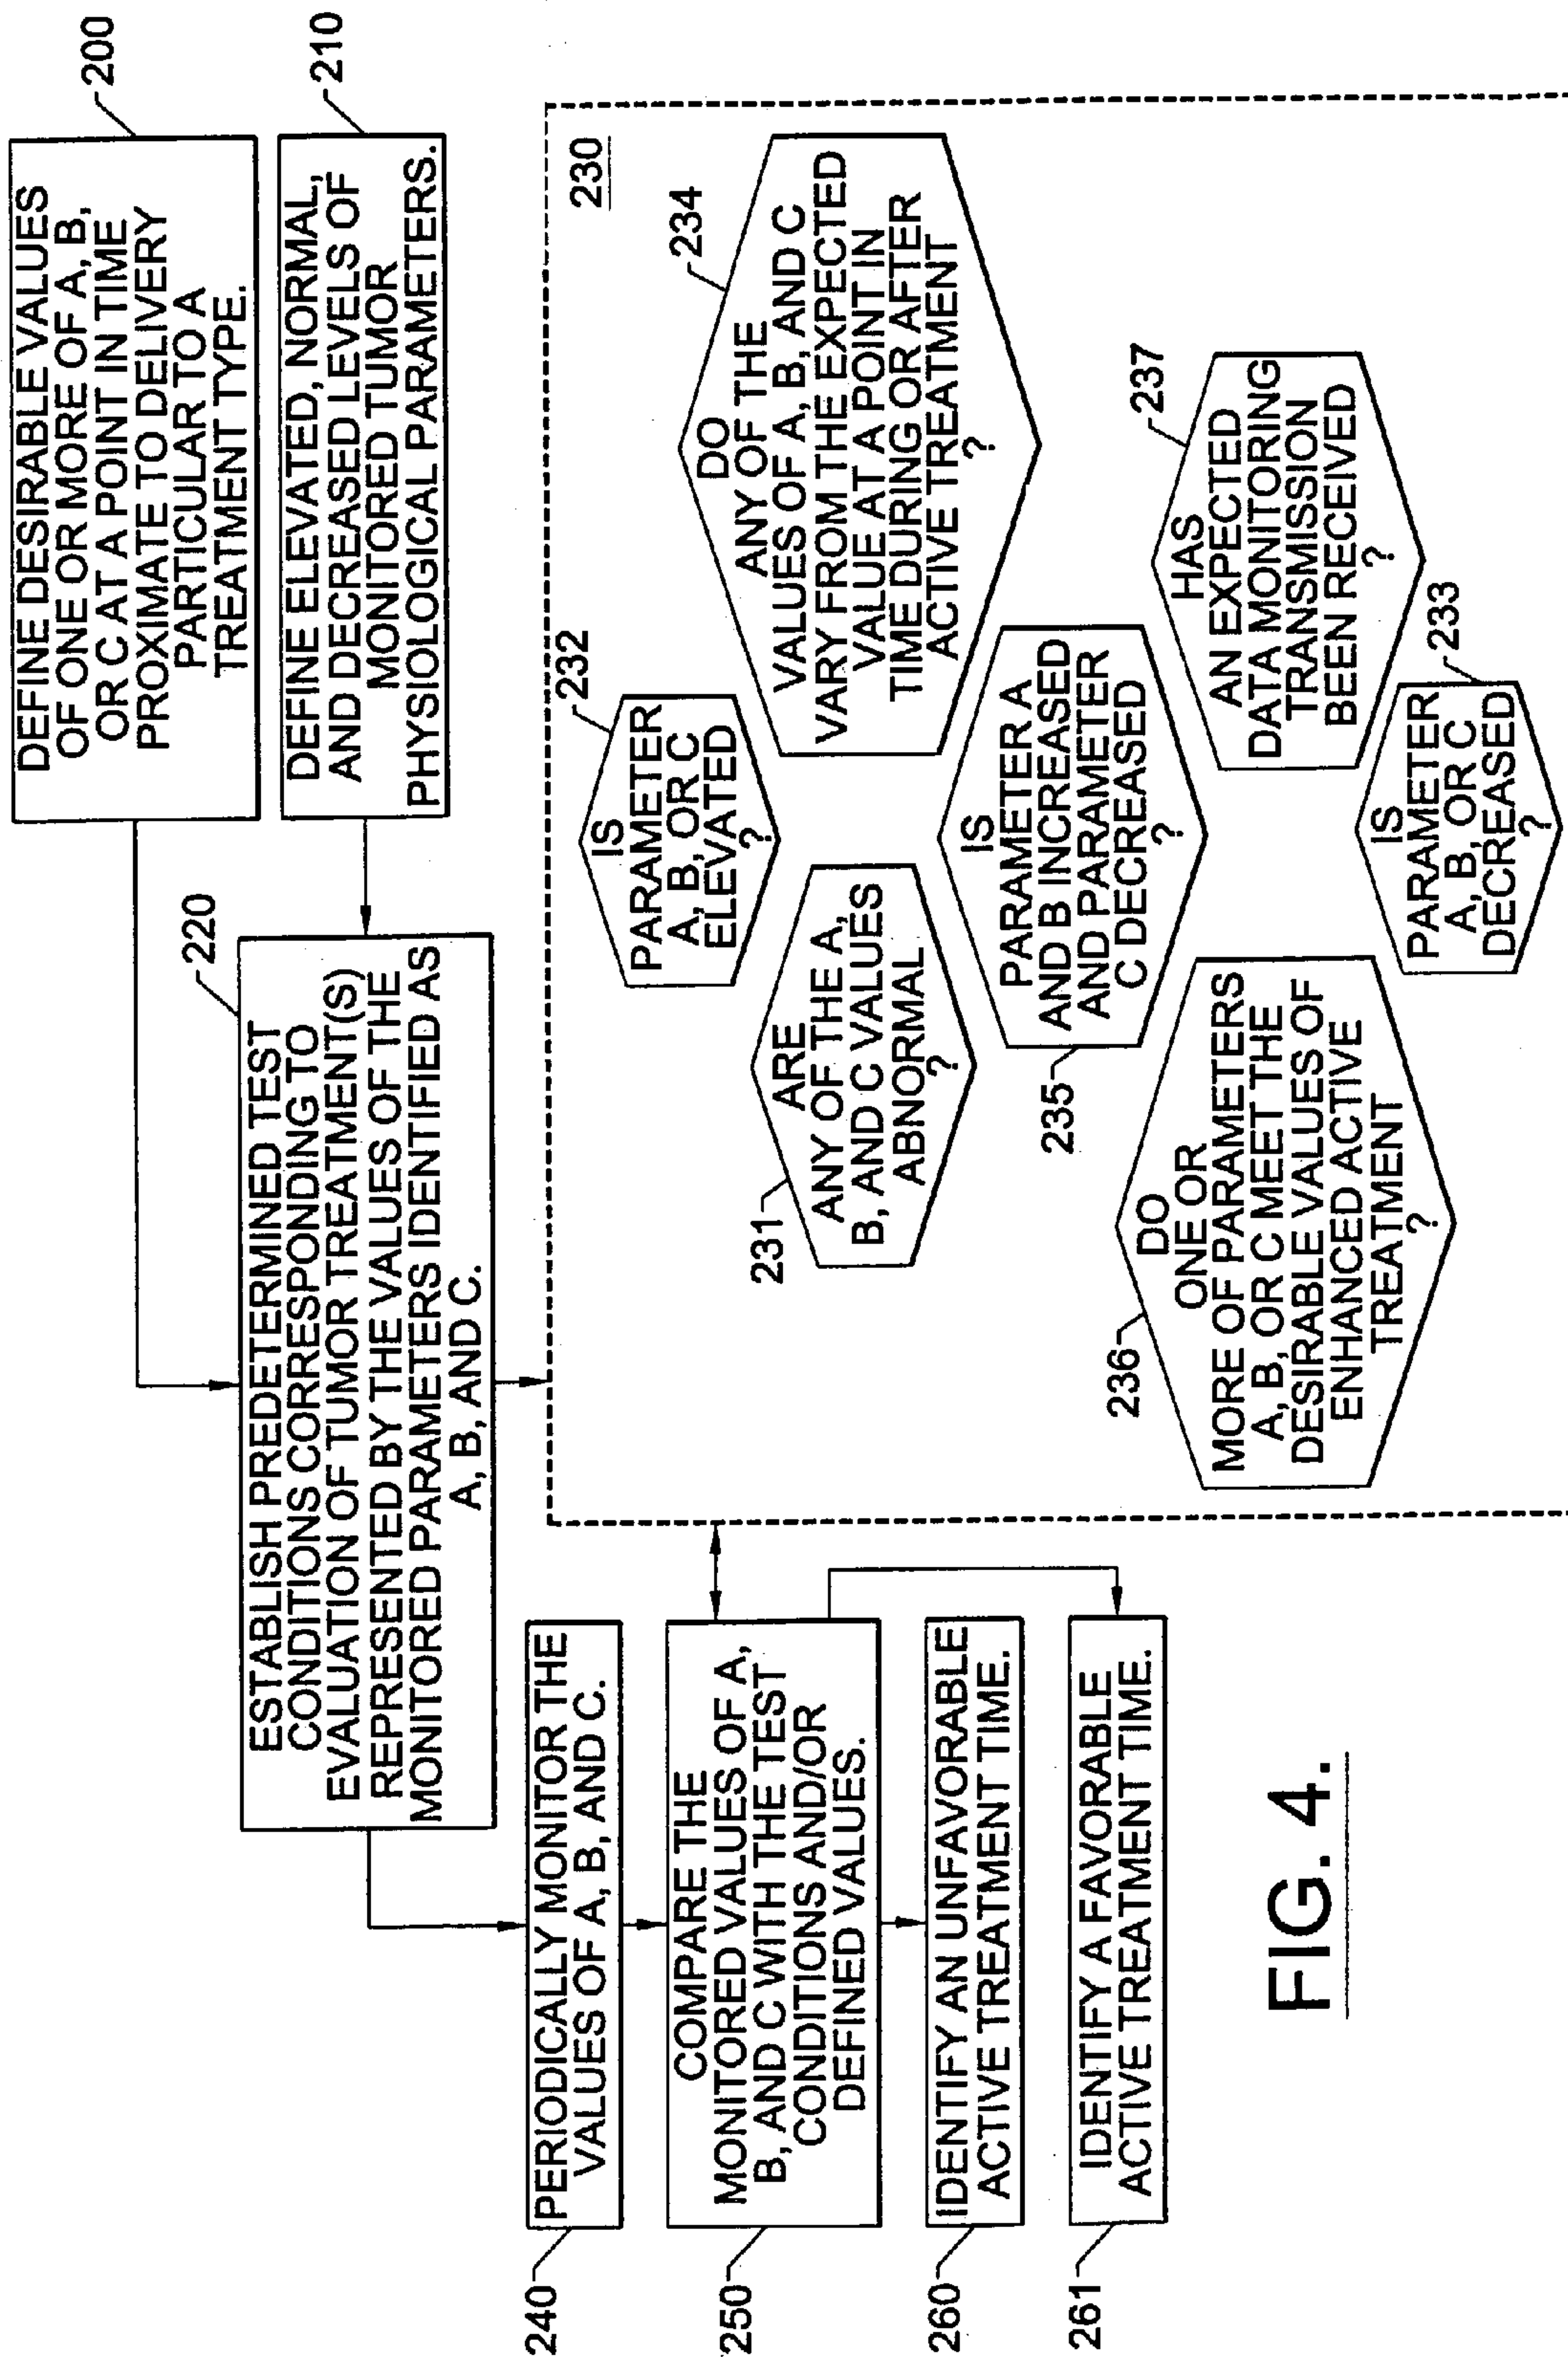 DEFINE DESIRABLE VALUES
OF ONE OR MORE OF A, B,
OR C AT A POINT IN TIME
PROXIMATE TO DELIVERY
PARTICULAR TO A
TREATMENT TYPE.
200
DEFINE ELEVATED, NORMAL,
AND DECREASED LEVELS OF
MONITORED TUMOR
PHYSIOLOGICAL PARAMETERS.
210
220
ESTABLISH PREDETERMINED TEST
CONDITIONS CORRESPONDING TO
EVALUATION OF TUMOR TREATMENT(S)
REPRESENTED BY THE VALUES OF THE
MONITORED PARAMETERS IDENTIFIED AS
A, B, AND C.
240
PERIODICALLY MONITOR THE
VALUES OF A, B, AND C.
250
COMPARE THE
MONITORED VALUES OF A,
B, AND C WITH THE TEST
CONDITIONS AND/OR
DEFINED VALUES.
260
IDENTIFY AN UNFAVORABLE
ACTIVE TREATMENT TIME.
261
IDENTIFY A FAVORABLE
ACTIVE TREATMENT TIME.
230
232
IS
PARAMETER
A, B, OR C
ELEVATED
?
234
DO
ANY OF THE
VALUES OF A, B, AND C
VARY FROM THE EXPECTED
VALUE AT A POINT IN
TIME DURING OR AFTER
ACTIVE TREATMENT
?
231
ARE
ANY OF THE A,
B, AND C VALUES
ABNORMAL
?
235
IS
PARAMETER A
AND B INCREASED
AND PARAMETER
C DECREASED
?
237
HAS
AN EXPECTED
DATA MONITORING
TRANSMISSION
BEEN RECEIVED
?
236
DO
ONE OR
MORE OF PARAMETERS
A, B, OR C MEET THE
DESIRABLE VALUES OF
ENHANCED ACTIVE
TREATMENT
?
233
IS
PARAMETER
A, B, OR C
DECREASED
?
FIG. 4.